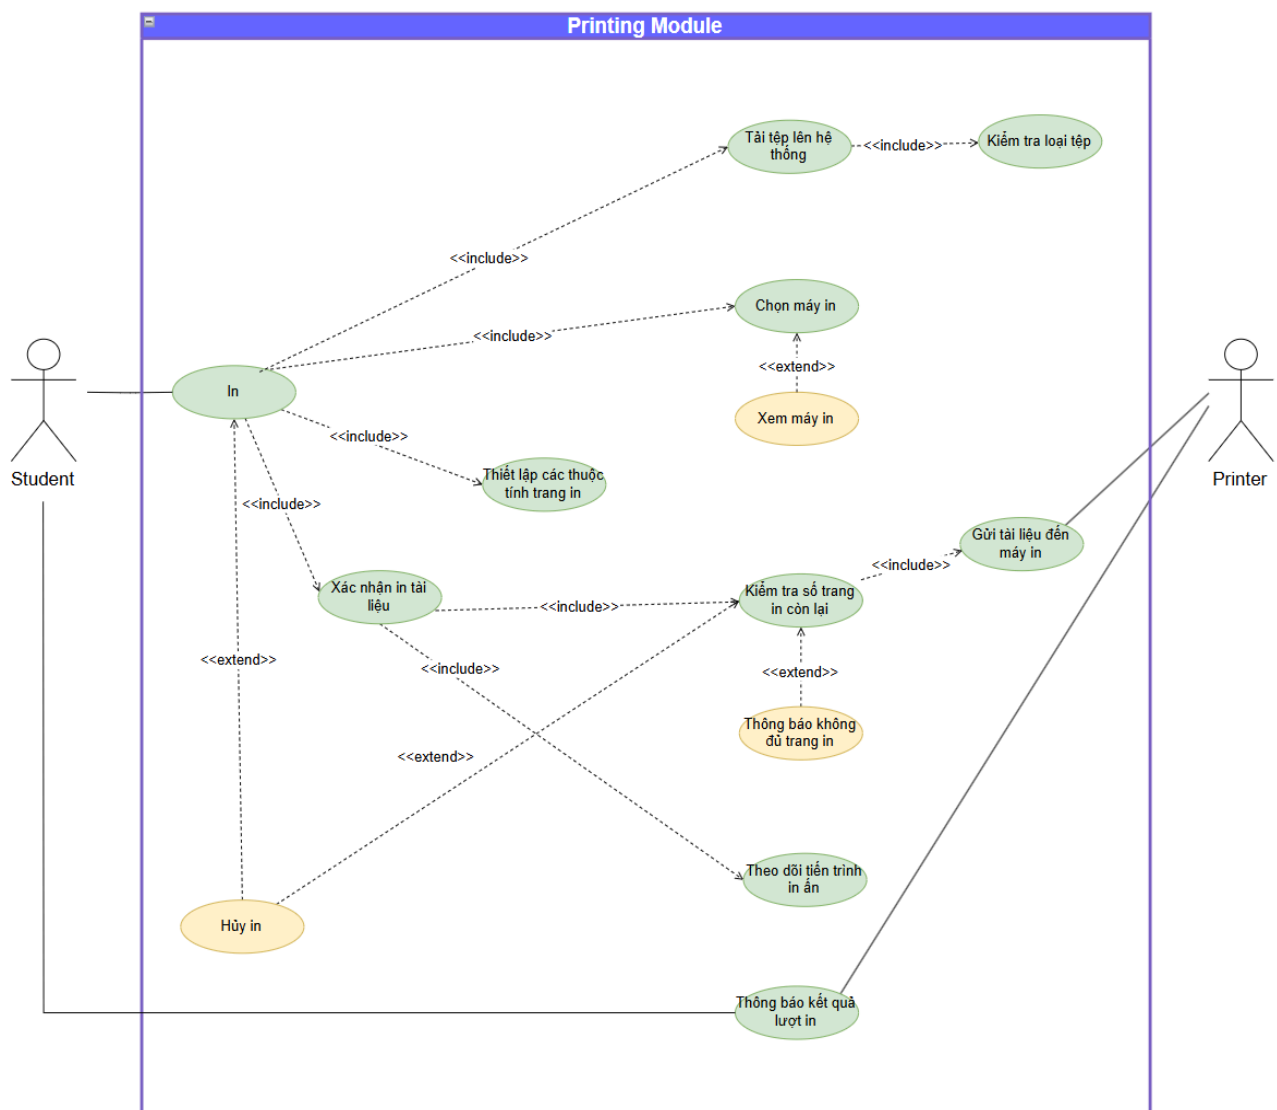 Printing Module
Tải tệp lên hệ
thống
<<include>>
Kiểm tra loại tệp
<<include>>
Chọn máy in
<<include>>
<<extend>>
In
Xem máy in
<<include>>
Student
Printer
Thiết lập các thuộc
tính trang in
<<include>>
Gửi tài liệu đến
máy in
<<include>>
Xác nhận in tài
liệu
<<include>>
Kiểm tra số trang
in còn lại
<<extend>>
<<include>>
<<extend>>
Thông báo không
đủ trang in
<<extend>>
Theo dõi tiến trình
in ấn
Hủy in
Thông báo kết quả
lượt in